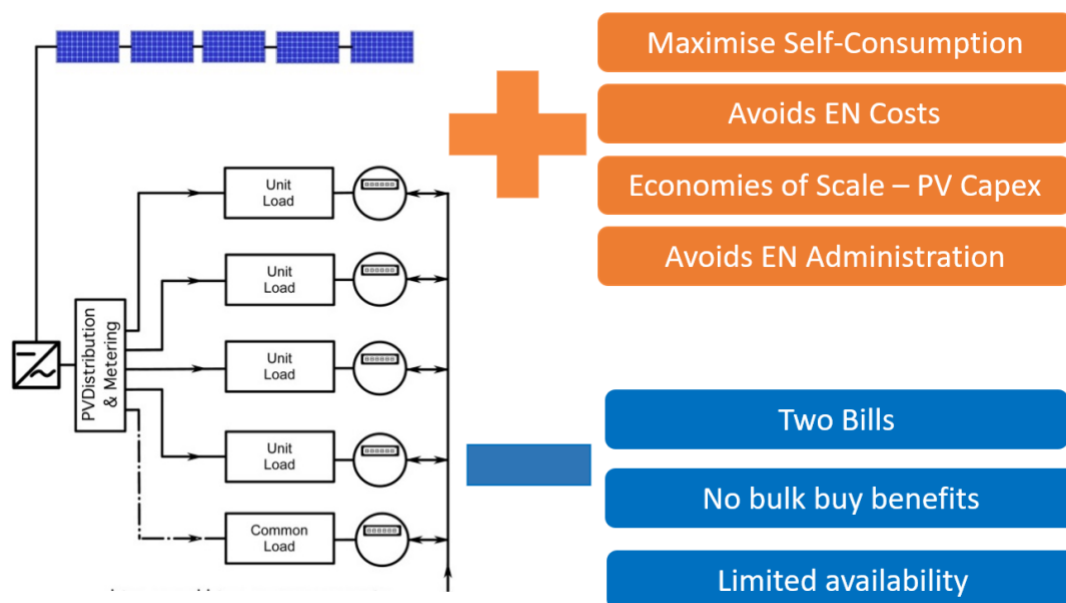 Maximise Self-Consumption
Avoids EN Costs
Economies of Scale – PV Capex
Avoids EN Administration
Unit
Load
Unit
Load
Unit
Load
Unit
Load
Common
Load
PVDistribution
& Metering
Two Bills
No bulk buy benefits
Limited availability